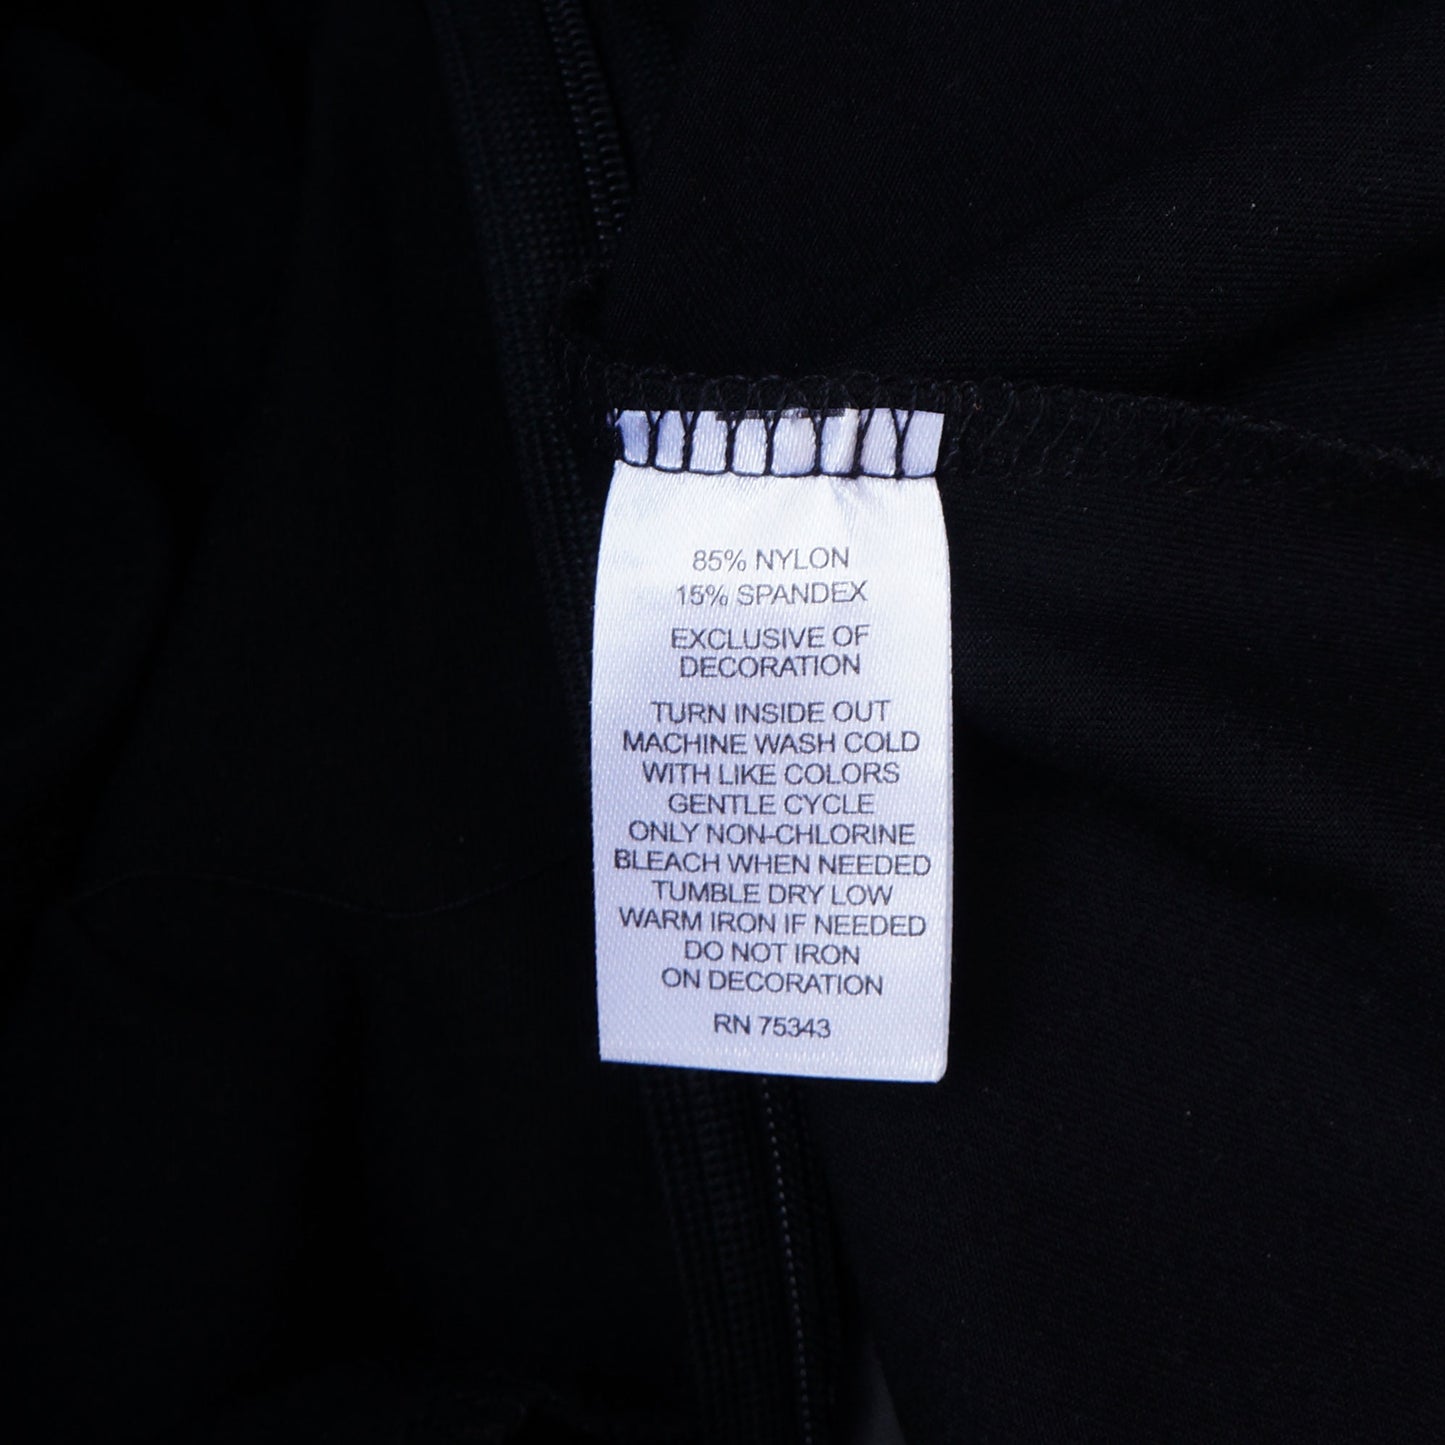 85% NYLON
15% SPANDEX
EXCLUSIVE OF
DECORATION
TURN INSIDE OUT
MACHINE WASH COLD
WITH LIKE COLORS
GENTLE CYCLE
ONLY NON-CHLORINE
BLEACH WHEN NEEDED
TUMBLE DRY LOW
WARM IRON IF NEEDED
DO NOT IRON
ON DECORATION
RN 75343